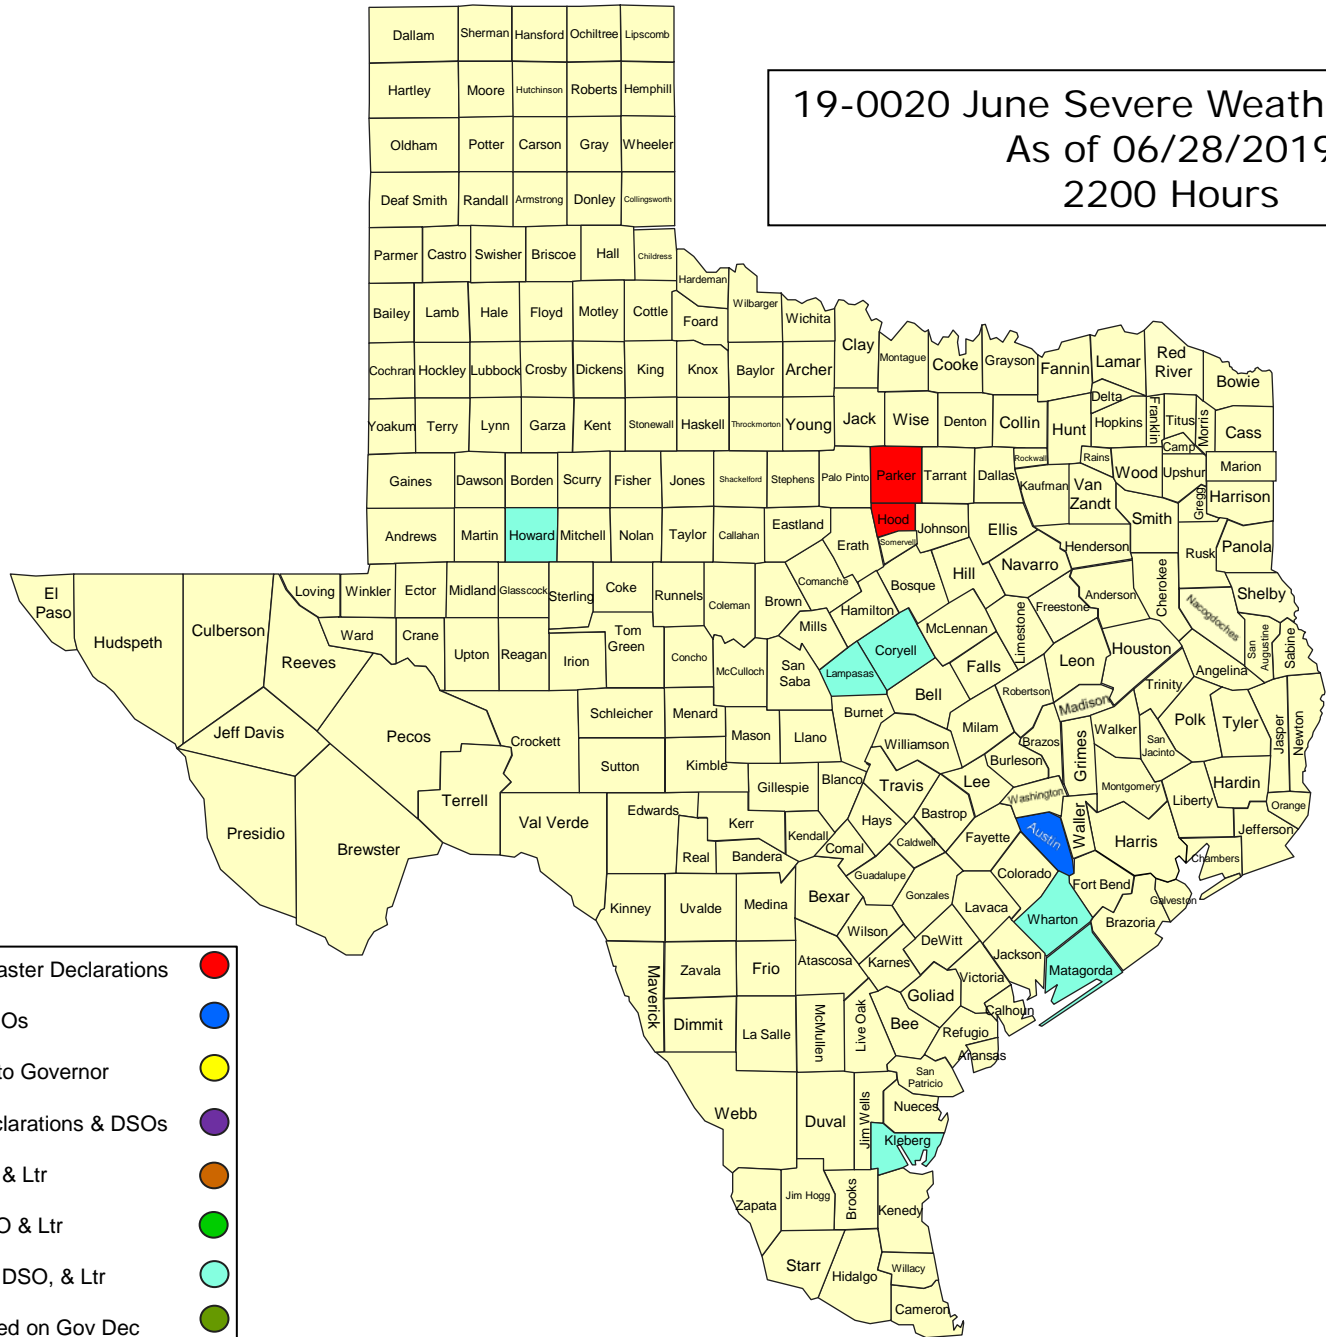 19-0020 June Severe Weath
As of 06/28/2019
2200 Hours
Dallam Sherman Hansford Ochiltree Lipscomb
Hartley Moore Hutchinson Roberts Hemphill
Oldham Potter Carson Gray Wheeler
Deaf Smith Randall Armstrong Donley Collingsworth
Parmer Castro Swisher Briscoe Hall Childress
Hardeman
Bailey Lamb Hale Floyd Motley Cottle Foard Wilbarger Wichita
Clay Montague Cooke Grayson Fannin Lamar Red River Bowie
Cochran Hockley Lubbock Crosby Dickens King Knox Baylor Archer
Delta
Yoakum Terry Lynn Garza Kent Stonewall Haskell Throckmorton Young Jack Wise Denton Collin Hunt Hopkins Franklin Titus Morris Cass
Camp
Gaines Dawson Borden Scurry Fisher Jones Shackelford Stephens Palo Pinto Parker Tarrant Dallas Rockwall Kaufman Rains Van Zandt Wood Upshur Gregg Marion
Harrison
Andrews Martin Howard Mitchell Nolan Taylor Callahan Eastland Erath Hood Somervell Johnson Ellis Henderson Smith Rusk Panola
El Paso Hudspeth Culberson Loving Winkler Ector Midland Glasscock Sterling Coke Runnels Coleman Brown Comanche Hamilton Bosque Hill Navarro Freestone Anderson Cherokee Nacogdoches Shelby
Reeves Ward Crane Upton Reagan Irion Tom Green Concho McCulloch San Saba Mills Lampasas Coryell McLennan Limestone Falls Leon Houston Angelina San Augustine Sabine
Jeff Davis Pecos Crockett Schleicher Menard Mason Llano Burnet Bell Milam Robertson Madison Trinity Polk Tyler Jasper Newton
Sutton Kimble Gillespie Blanco Williamson Travis Lee Burleson Brazos Grimes Walker San Jacinto
Presidio Brewster Terrell Val Verde Edwards Kerr Kendall Hays Bastrop Washington Waller Montgomery Liberty Hardin Orange
Real Bandera Comal Caldwell Fayette Austin Harris Jefferson Chambers
Kinney Uvalde Medina Bexar Guadalupe Gonzales Lavaca Colorado Fort Bend Galveston
Wilson Wharton Brazoria
Maverick Zavala Frio Atascosa Karnes DeWitt Jackson Matagorda
Victoria
Dimmit La Salle McMullen Live Oak Bee Goliad Refugio Calhoun
Aransas
San Patricio
Webb Duval Jim Wells Nueces
Kleberg
Zapata Jim Hogg Brooks Kenedy
Starr Hidalgo Willacy
Cameron
aster Declarations
Os
to Governor
clarations & DSOs
& Ltr
O & Ltr
DSO, & Ltr
ed on Gov Dec